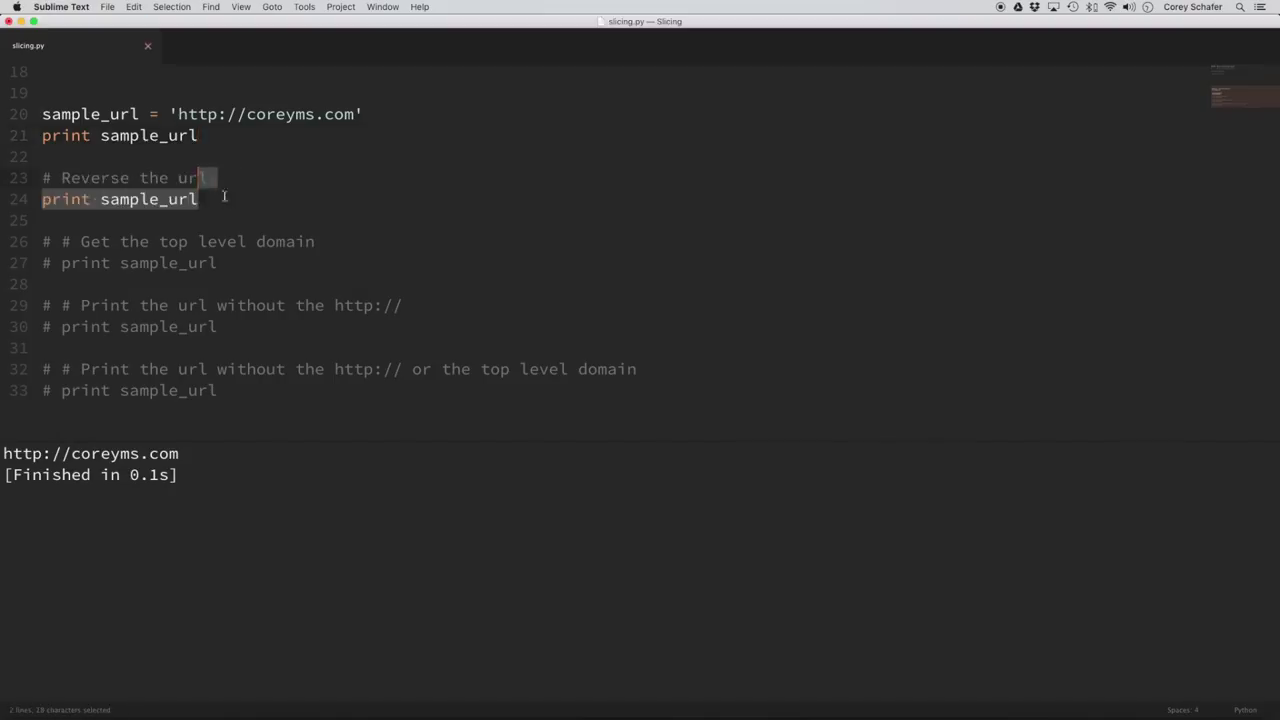 Sublime Text File Edit Selection Find View Goto Tools Project Window Help Corey Schafer
slicing.py — Slicing
slicing.py
18
19
20 sample_url = 'http://coreyms.com'
21 print sample_url
22
23 # Reverse the url
24 print sample_url
25
26 # # Get the top level domain
27 # print sample_url
28
29 # # Print the url without the http://
30 # print sample_url
31
32 # # Print the url without the http:// or the top level domain
33 # print sample_url
http://coreyms.com
[Finished in 0.1s]
2 lines, 19 characters selected Spaces: 4 Python